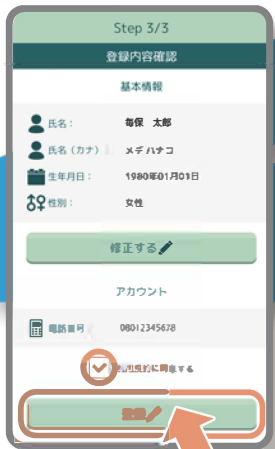 Step 3/3
登録内容確認
基本情報
氏名： 毎保 太郎
氏名（カナ） メディハナコ
生年月日： 1980年01月01日
性別： 女性
修正する
アカウント
電話番号 08012345678
同意する